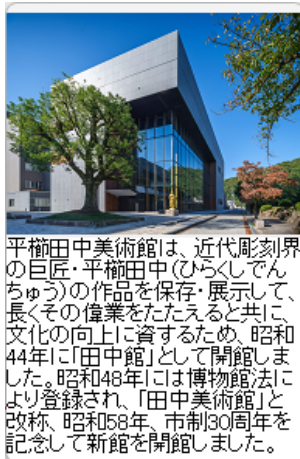 平櫛田中美術館は、近代彫刻界
の巨匠・平櫛田中(ひらくしでん
ちゅう)の作品を保存・展示して、
長くその偉業をたたえると共に、
文化の向上に資するため、昭和
44年に「田中館」として開館しま
した。昭和48年には博物館法に
より登録され、「田中美術館」と
改称、昭和58年、市制30周年を
記念して新館を開館しました。